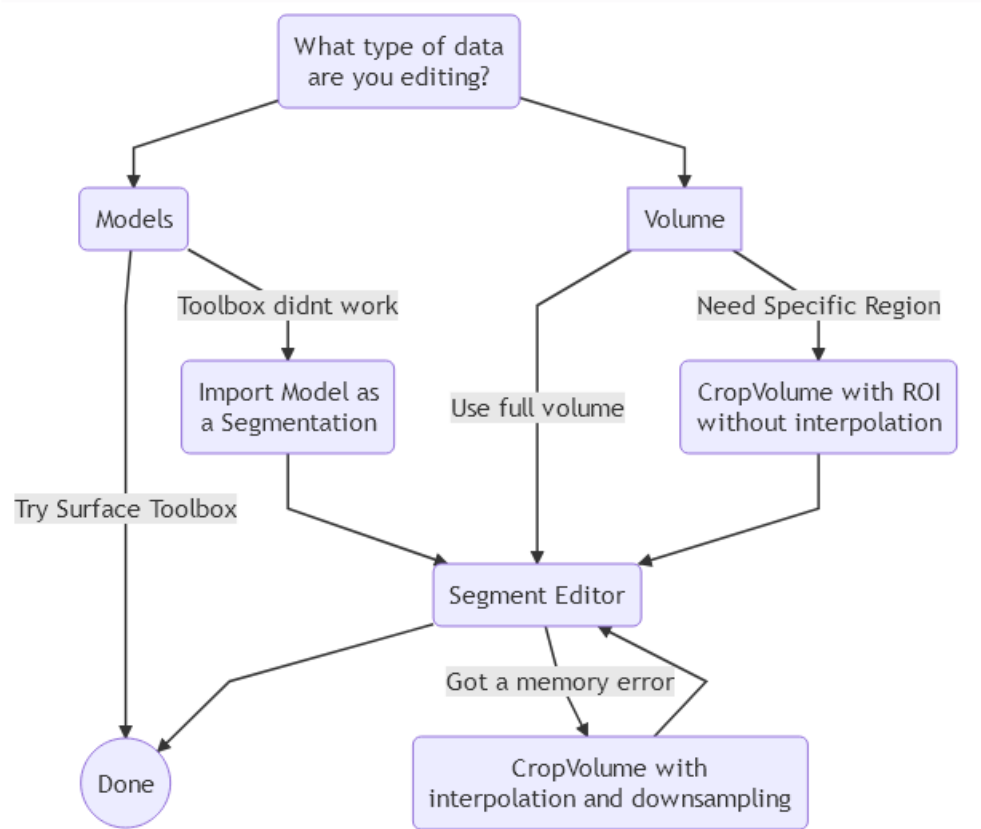 What type of data
are you editing?
Models
Volume
Toolbox didnt work
Need Specific Region
Import Model as
a Segmentation
Use full volume
CropVolume with ROI
without interpolation
Try Surface Toolbox
Segment Editor
Got a memory error
Done
CropVolume with
interpolation and downsampling